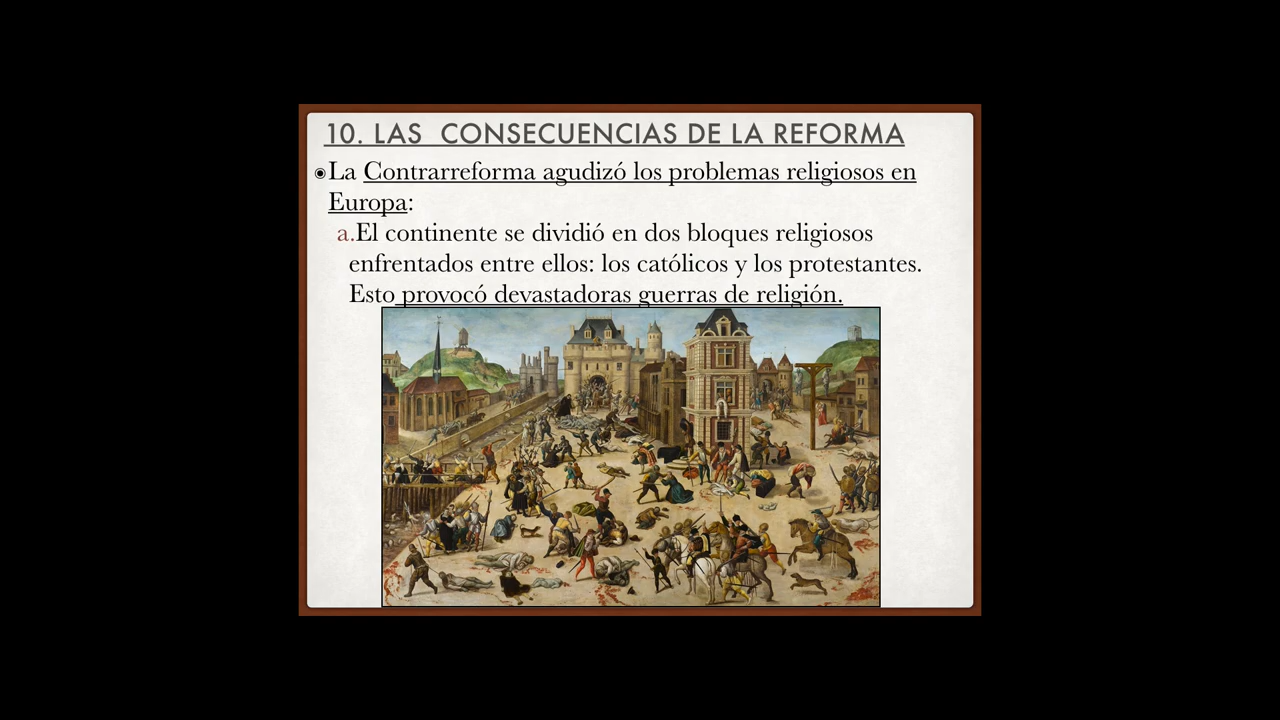 10. LAS CONSECUENCIAS DE LA REFORMA
◉La Contrarreforma agudizó los problemas religiosos en
Europa:
a.El continente se dividió en dos bloques religiosos
enfrentados entre ellos: los católicos y los protestantes.
Esto provocó devastadoras guerras de religión.